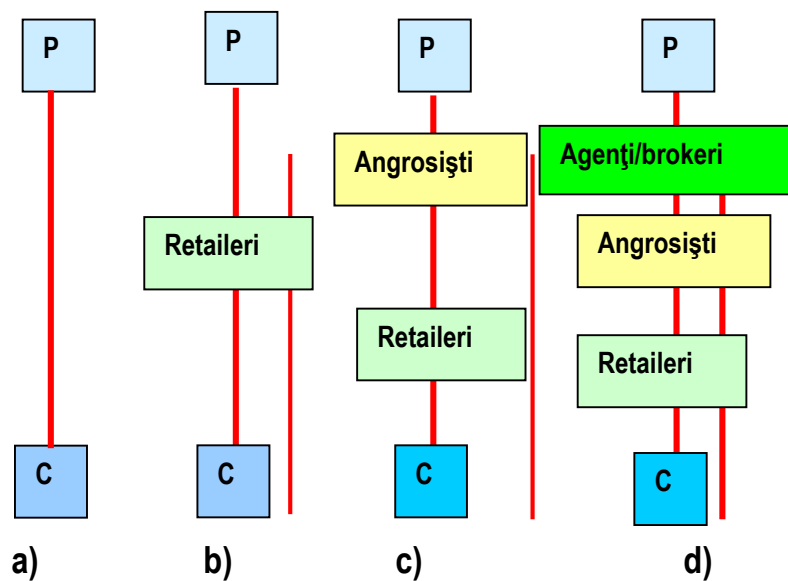 P
P
P
P
Angrosişti
Agenţi/brokeri
Retaileri
Angrosişti
Retaileri
Retaileri
C
C
C
C
a)
b)
c)
d)